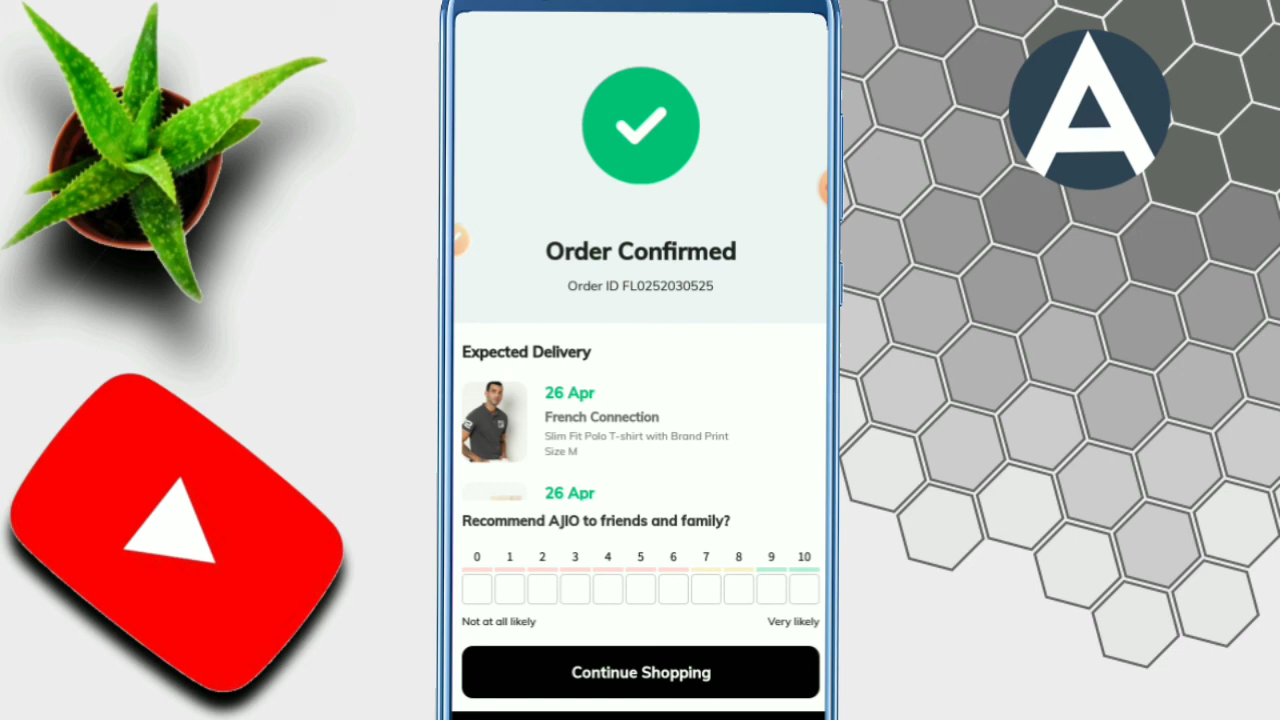 A
Order Confirmed
Order ID FL0252030525
Expected Delivery
26 Apr
French Connection
Slim Fit Polo T-shirt with Brand Print
Size M
26 Apr
Recommend AJIO to friends and family?
0 1 2 3 4 5 6 7 8 9 10
Not at all likely Very likely
Continue Shopping